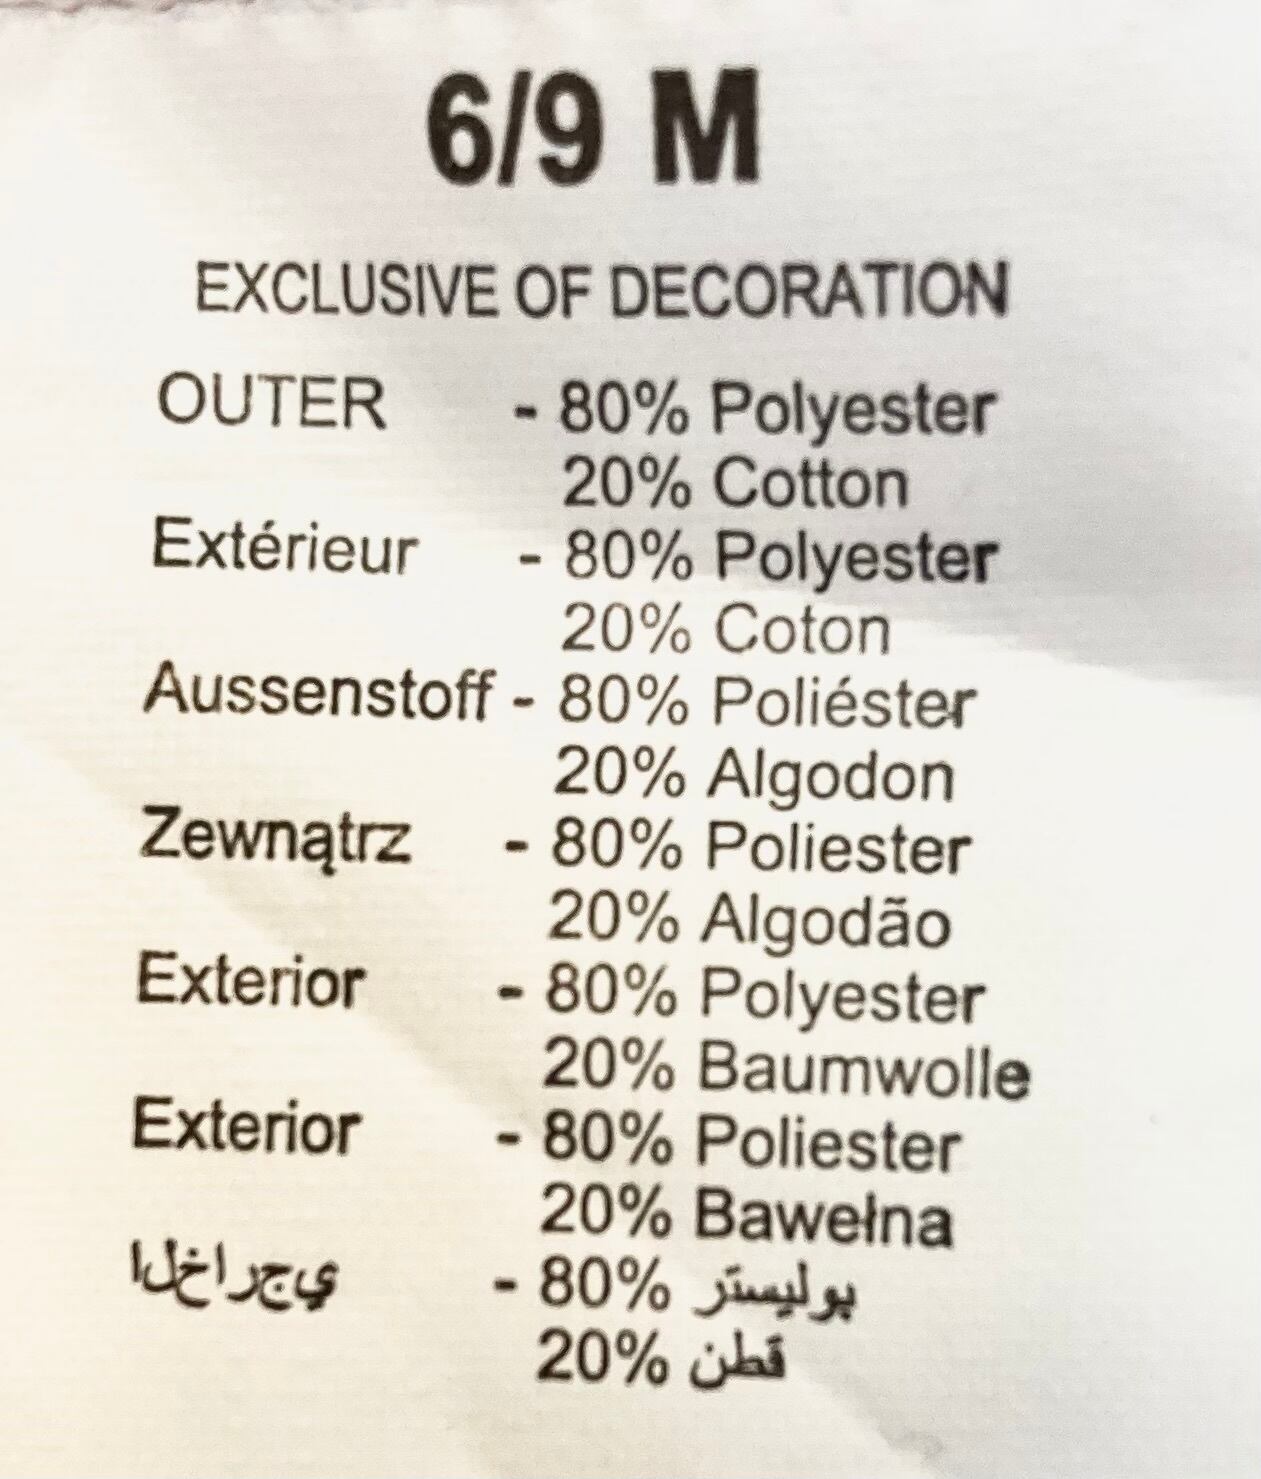 6/9 M
EXCLUSIVE OF DECORATION
OUTER - 80% Polyester
20% Cotton
Extérieur - 80% Polyester
20% Coton
Aussenstoff - 80% Poliéster
20% Algodon
Zewnątrz - 80% Poliester
20% Algodão
Exterior - 80% Polyester
20% Baumwolle
Exterior - 80% Poliester
20% Bawełna
الخارجي - 80% بوليستر
20% قطن